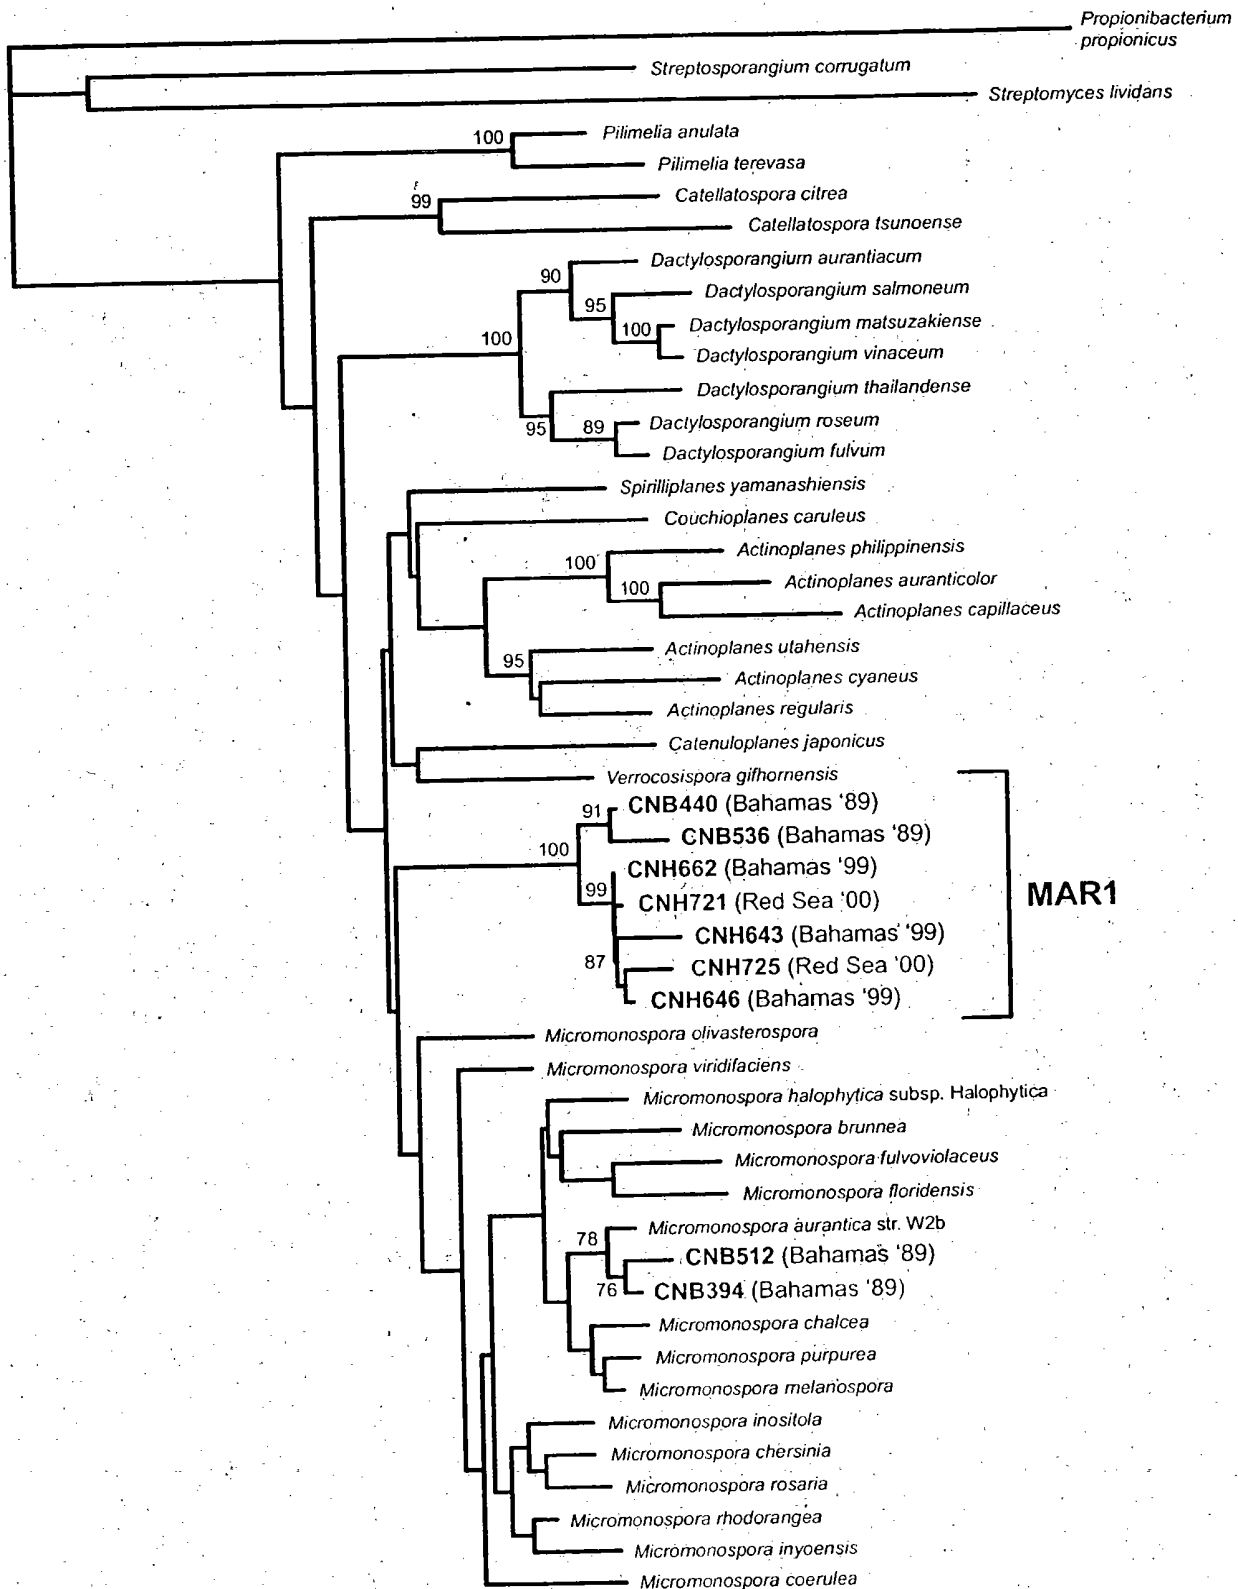 Propionibacterium
propionicus
Streptosporangium corrugatum
Streptomyces lividans
100
Pilimelia anulata
Pilimelia terevasa
99
Catellatospora citrea
Catellatospora tsunoense
Dactylosporangium aurantiacum
90
Dactylosporangium salmoneum
95
100
Dactylosporangium matsuzakiense
100
Dactylosporangium vinaceum
Dactylosporangium thailandense
95
89
Dactylosporangium roseum
Dactylosporangium fulvum
Spirilliplanes yamanashiensis
Couchioplanes caruleus
Actinoplanes philippinensis
100
100
Actinoplanes auranticolor
Actinoplanes capillaceus
Actinoplanes utahensis
95
Actinoplanes cyaneus
Actinoplanes regularis
Catenuloplanes japonicus
Verrocosispora gifhornensis
91
CNB440 (Bahamas '89)
CNB536 (Bahamas '89)
100
CNH662 (Bahamas '99)
99
CNH721 (Red Sea '00)
MAR1
CNH643 (Bahamas '99)
87
CNH725 (Red Sea '00)
CNH646 (Bahamas '99)
Micromonospora olivasterospora
Micromonospora viridifaciens
Micromonospora halophytica subsp. Halophytica
Micromonospora brunnea
Micromonospora fulvoviolaceus
Micromonospora floridensis
Micromonospora aurantica str. W2b
78
CNB512 (Bahamas '89)
76
CNB394 (Bahamas '89)
Micromonospora chalcea
Micromonospora purpurea
Micromonospora melanospora
Micromonospora inositola
Micromonospora chersinia
Micromonospora rosaria
Micromonospora rhodorangea
Micromonospora inyoensis
Micromonospora coerulea